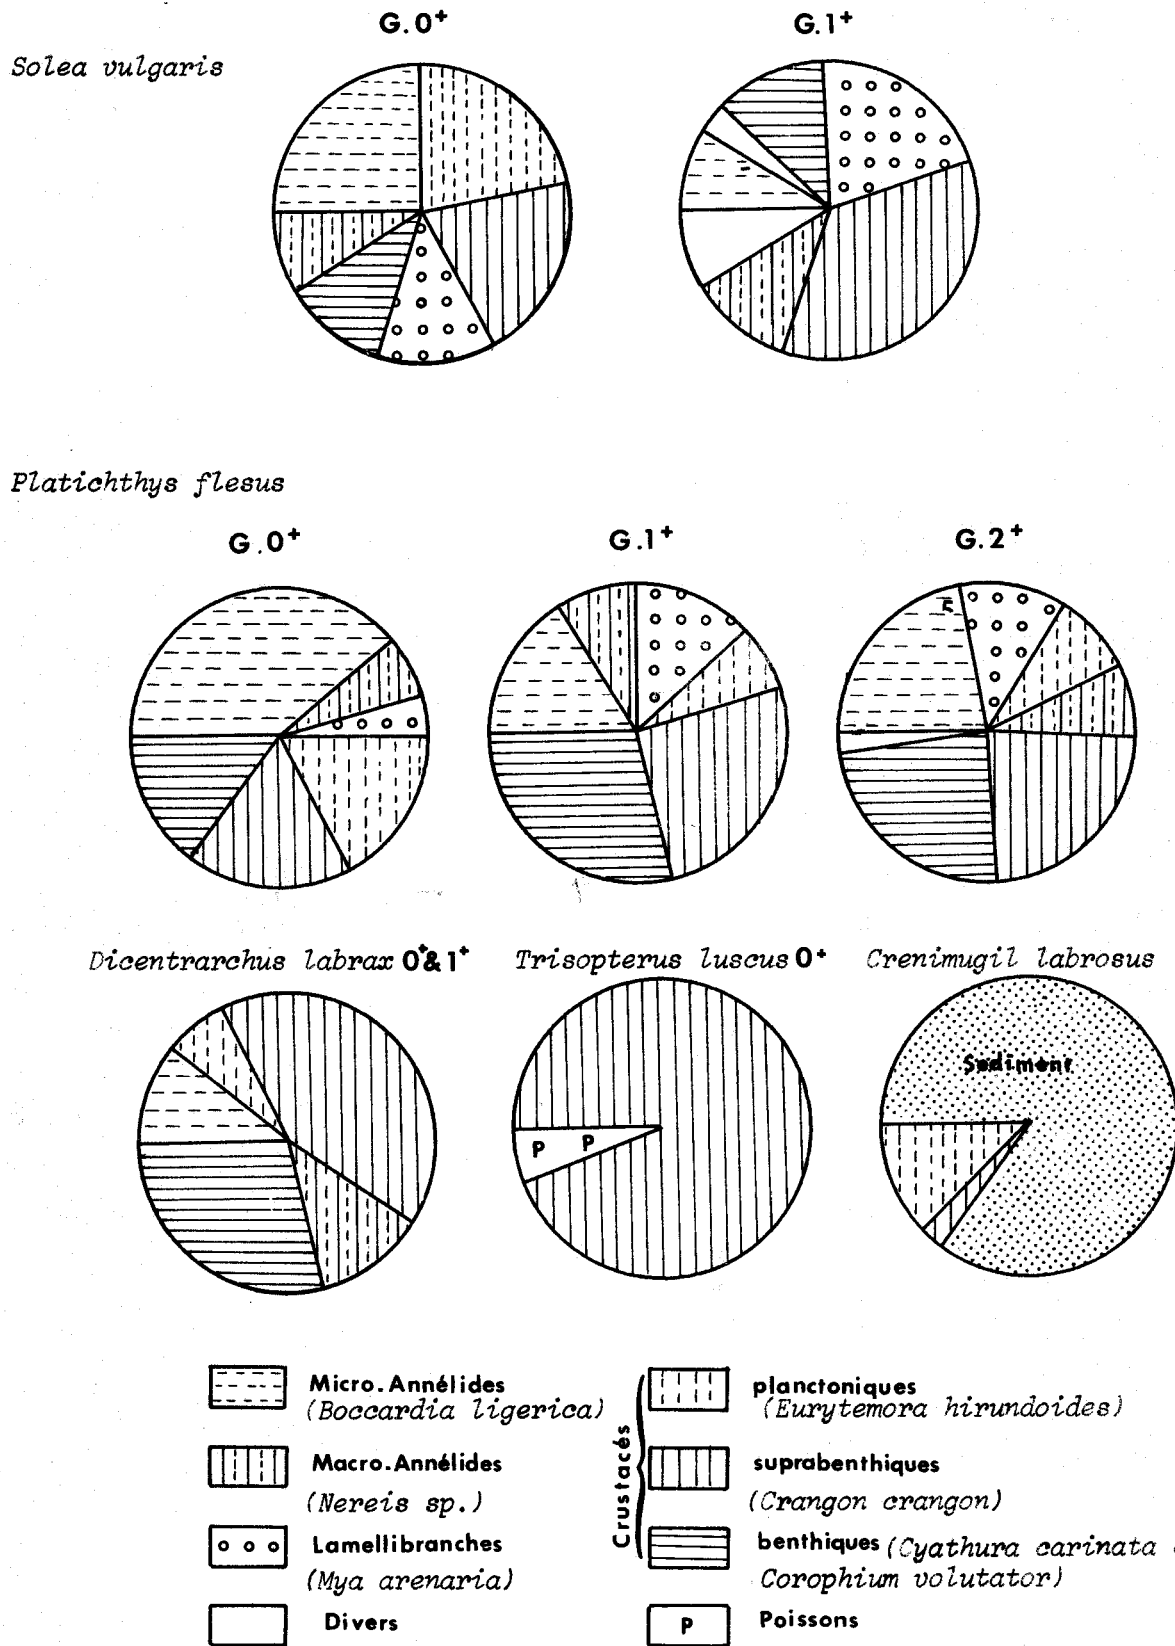 G.0+ G.1+
Solea vulgaris
Platichthys flesus
G.0+ G.1+ G.2+
5
Dicentrarchus labrax 0+& 1+ Trisopterus luscus 0+ Crenimugil labrosus
Sediment
P P
Micro.Annélides
(Boccardia ligerica)
Macro.Annélides
(Nereis sp.)
Lamellibranches
(Mya arenaria)
Divers
Crustacés
planctoniques
(Eurytemora hirundoides)
suprabenthiques
(Crangon crangon)
benthiques (Cyathura carinata
Corophium volutator)
P Poissons